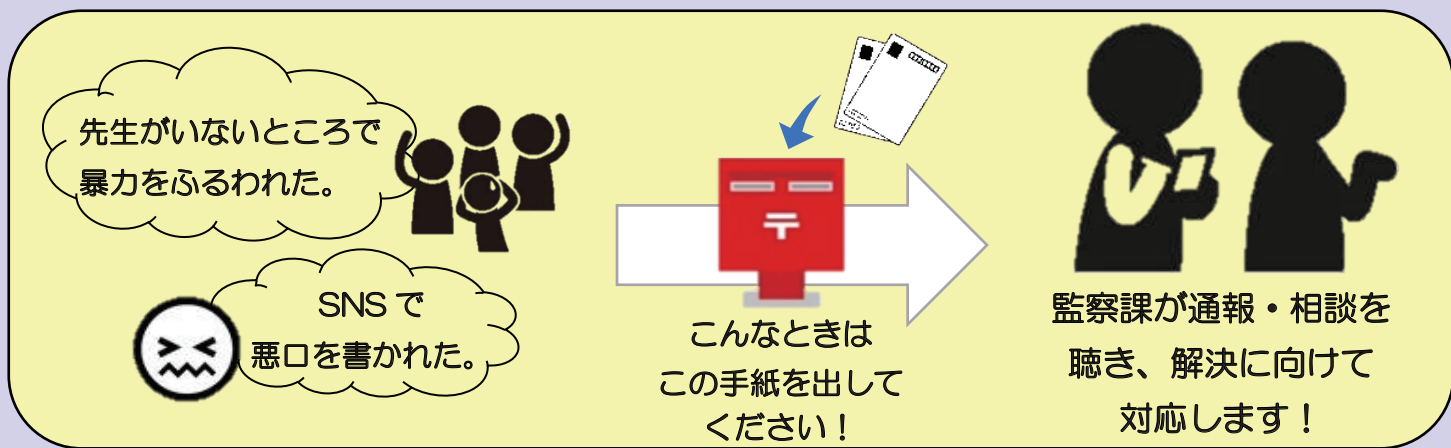 先生がいないところで
暴力をふるわれた。
SNSで
悪口を書かれた。
〒
こんなときは
この手紙を出して
ください！
監察課が通報・相談を
聴き、解決に向けて
対応します！